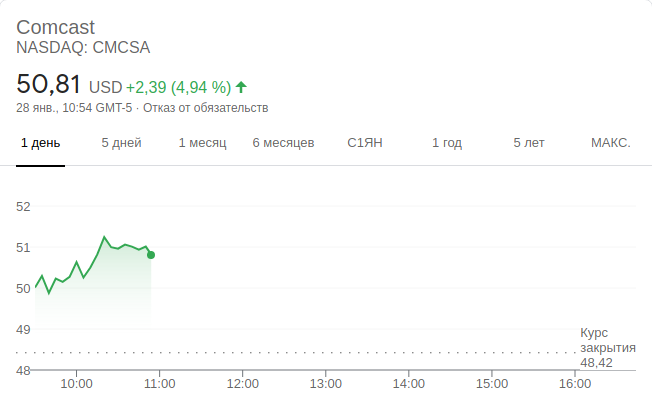 Comcast
NASDAQ: CMCSA
50,81 USD +2,39 (4,94 %) ↑
28 янв., 10:54 GMT-5 · Отказ от обязательств
1 день 5 дней 1 месяц 6 месяцев С1ЯН 1 год 5 лет МАКС.
52
51
50
49
Курс
закрытия
48,42
48
10:00 11:00 12:00 13:00 14:00 15:00 16:00